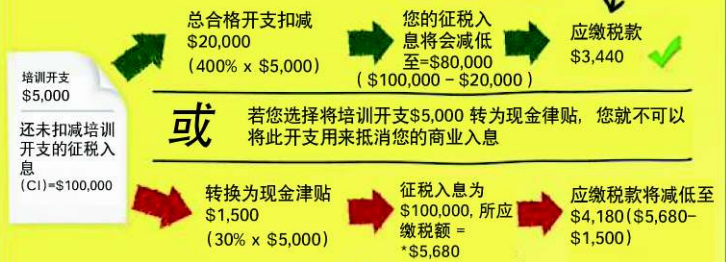 培训开支
$5,000
还未扣减培训
开支的征税入
息
(CI)=$100,000
总合格开支扣减
$20,000
(400% x $5,000)
您的征税入
息将会减低
至=$80,000
( $100,000 – $20,000 )
应缴税款
$3,440
或
若您选择将培训开支$5,000 转为现金津贴, 您就不可以
将此开支用来抵消您的商业入息
转换为现金津贴
$1,500
(30% x $5,000)
征税入息为
$100,000, 所应
缴税额 =
*$5,680
应缴税款将减低至
$4,180($5,680–
$1,500)